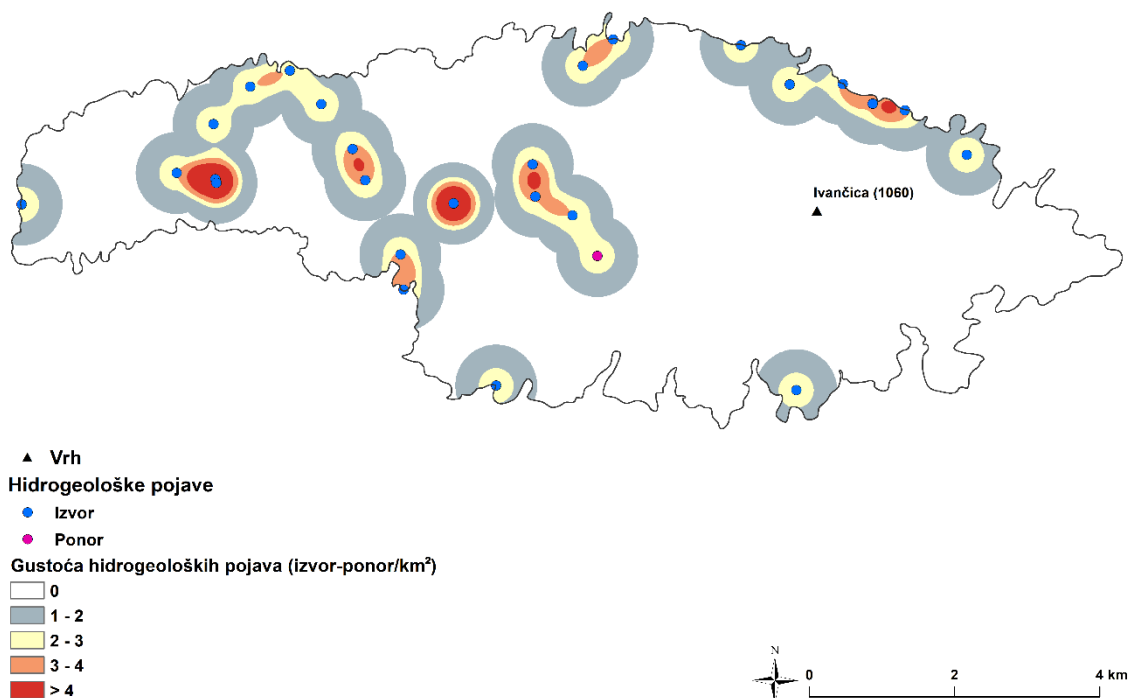 Ivančica (1060)
Vrh
Hidrogeološke pojave
Izvor
Ponor
Gustoća hidrogeoloških pojava (izvor-ponor/km²)
0
1 - 2
2 - 3
3 - 4
> 4
N
0 2 4 km